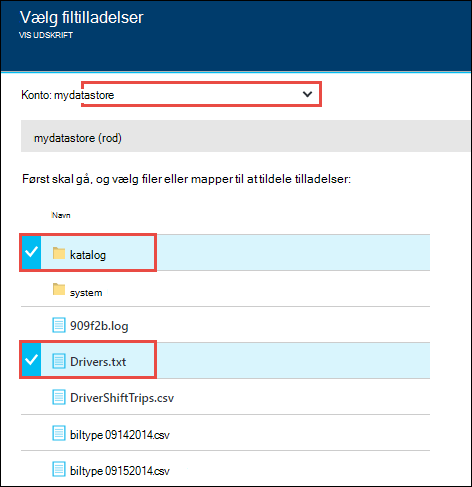 Vælg filtilladelser
VIS UDSKRIFT
Konto: mydatastore
mydatastore (rod)
Først skal gå, og vælg filer eller mapper til at tildele tilladelser:
Navn
katalog
system
909f2b.log
Drivers.txt
DriverShiftTrips.csv
biltype 09142014.csv
biltype 09152014.csv